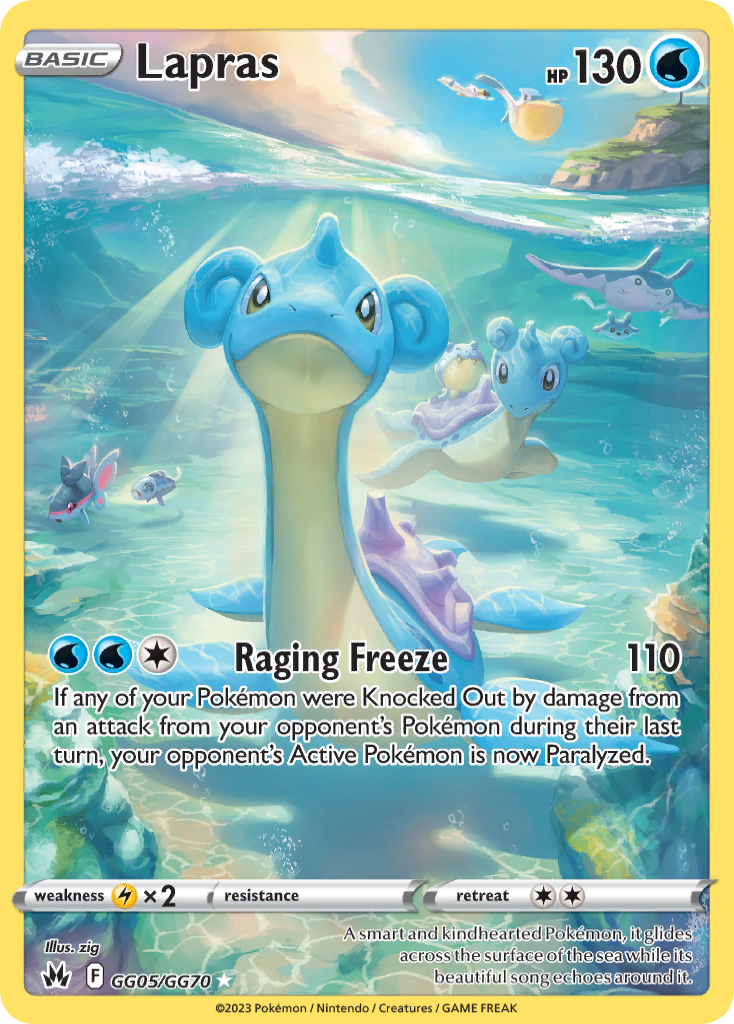 BASIC Lapras HP 130
Raging Freeze 110
If any of your Pokémon were Knocked Out by damage from
an attack from your opponent's Pokémon during their last
turn, your opponent's Active Pokémon is now Paralyzed.
weakness ×2 resistance retreat
Illus. zig
A smart and kindhearted Pokémon, it glides
across the surface of the sea while its
beautiful song echoes around it.
F GG05/GG70 ★
©2023 Pokémon / Nintendo / Creatures / GAME FREAK